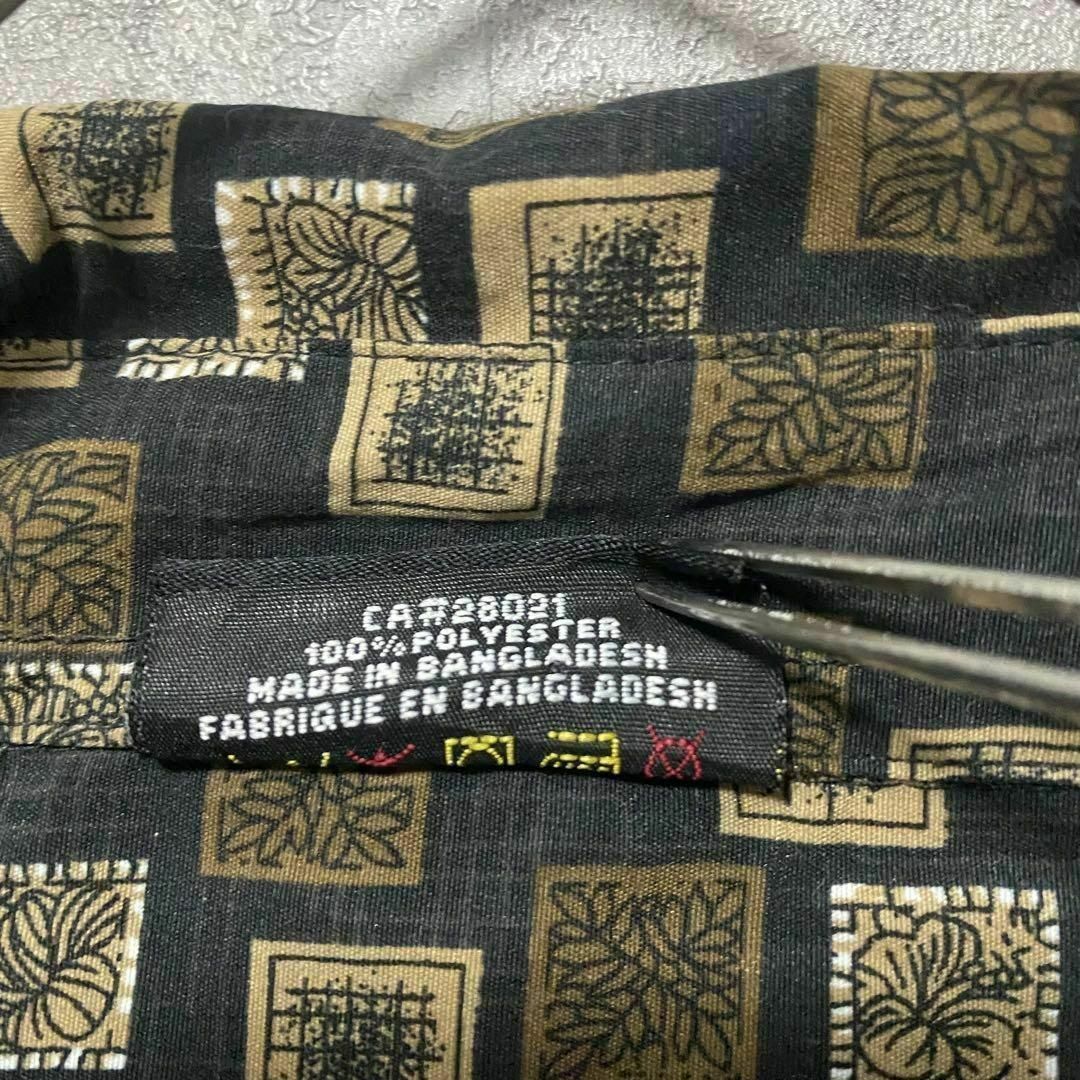 CA#28021
100% POLYESTER
MADE IN BANGLADESH
FABRIQUE EN BANGLADESH